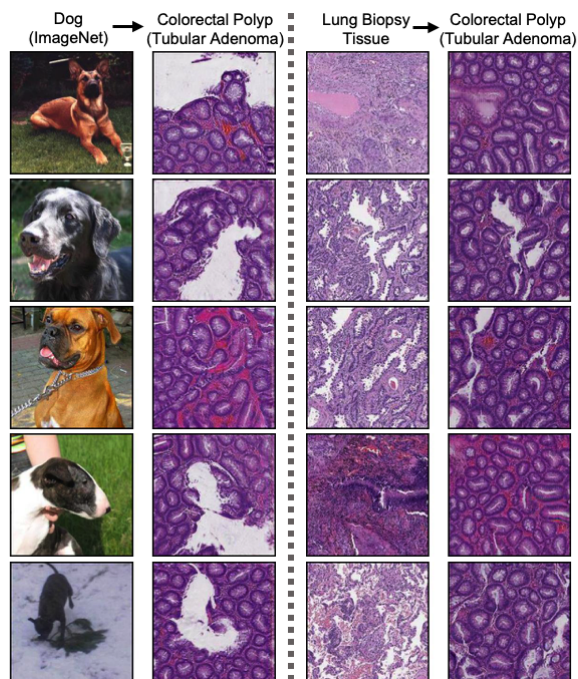 Dog
(ImageNet)
Colorectal Polyp
(Tubular Adenoma)
Lung Biopsy
Tissue
Colorectal Polyp
(Tubular Adenoma)